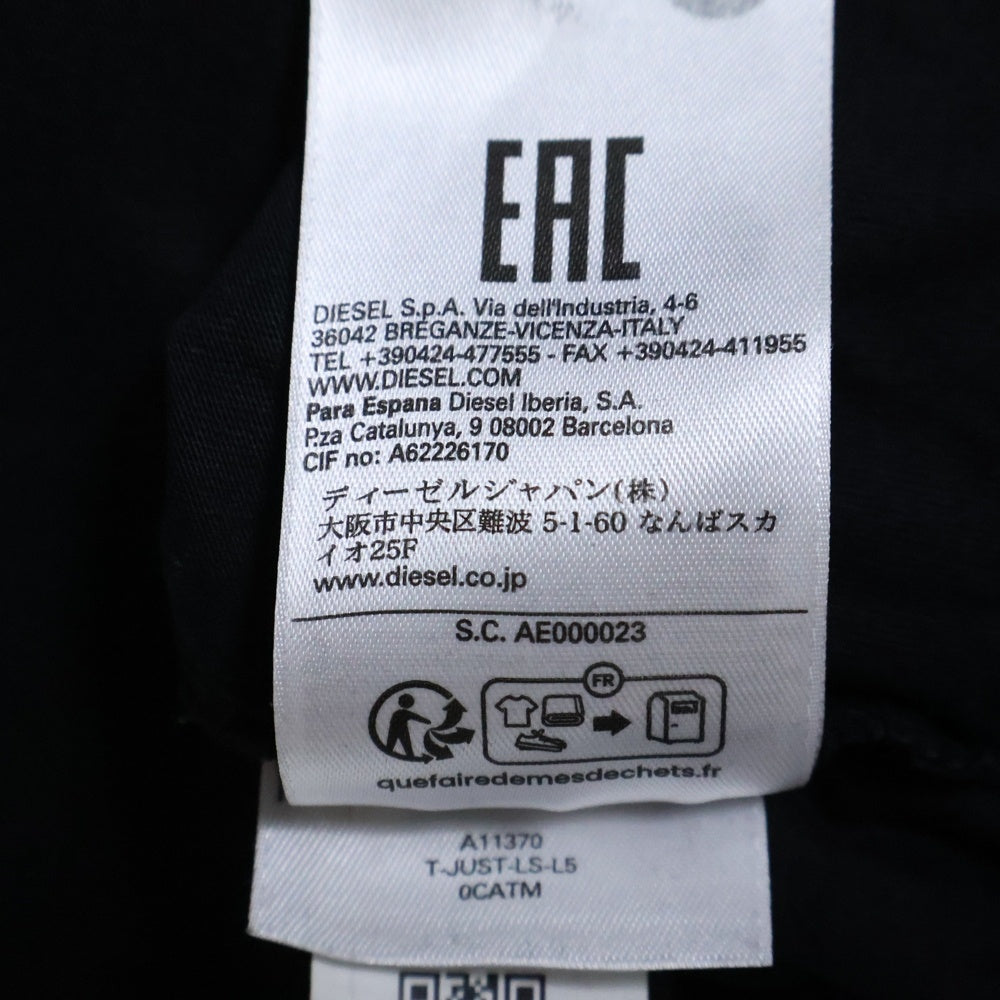 EAC
DIESEL S.p.A. Via dell'Industria, 4-6
36042 BREGANZE-VICENZA-ITALY
TEL +390424-477555 - FAX +390424-411955
WWW.DIESEL.COM
Para Espana Diesel Iberia, S.A.
P.za Catalunya, 9 08002 Barcelona
CIF no: A62226170
ディーゼルジャパン(株)
大阪市中央区難波 5-1-60 なんばスカ
イオ25F
www.diesel.co.jp
S.C. AE000023
FR
quefairedemesdechets.fr
A11370
T-JUST-LS-L5
0CATM